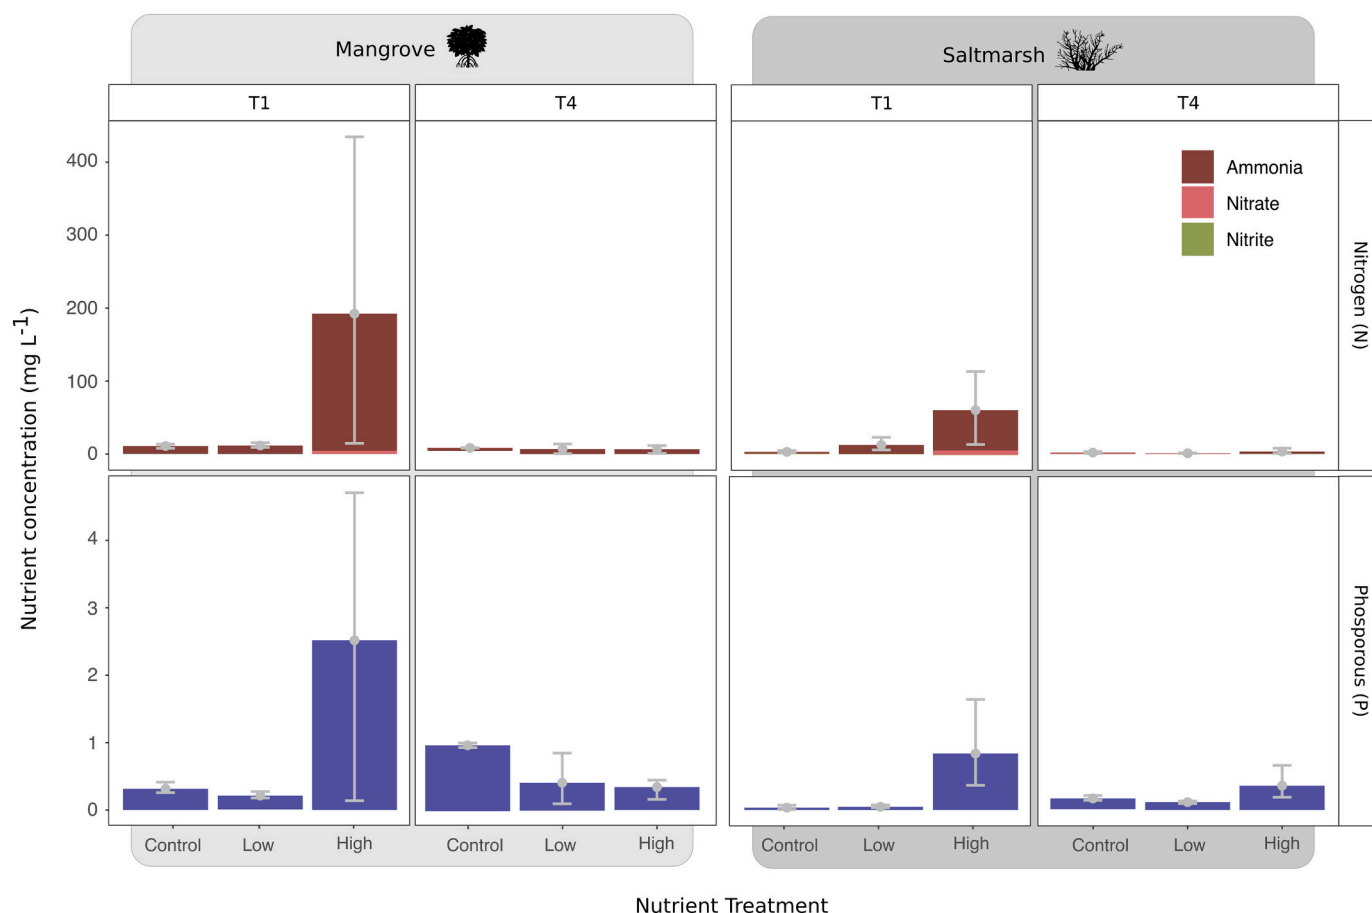 Mangrove
Saltmarsh
T1
T4
T1
T4
400
300
200
100
0
Ammonia
Nitrate
Nitrite
Nitrogen (N)
Nutrient concentration (mg L-1)
4
3
2
1
0
Phosporous (P)
Control Low High Control Low High Control Low High Control Low High
Nutrient Treatment